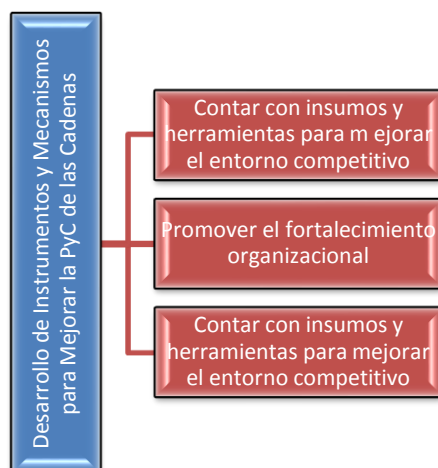 Desarrollo de Instrumentos y Mecanismos
para Mejorar la PyC de las Cadenas
Contar con insumos y
herramientas para m ejorar
el entorno competitivo
Promover el fortalecimiento
organizacional
Contar con insumos y
herramientas para mejorar
el entorno competitivo